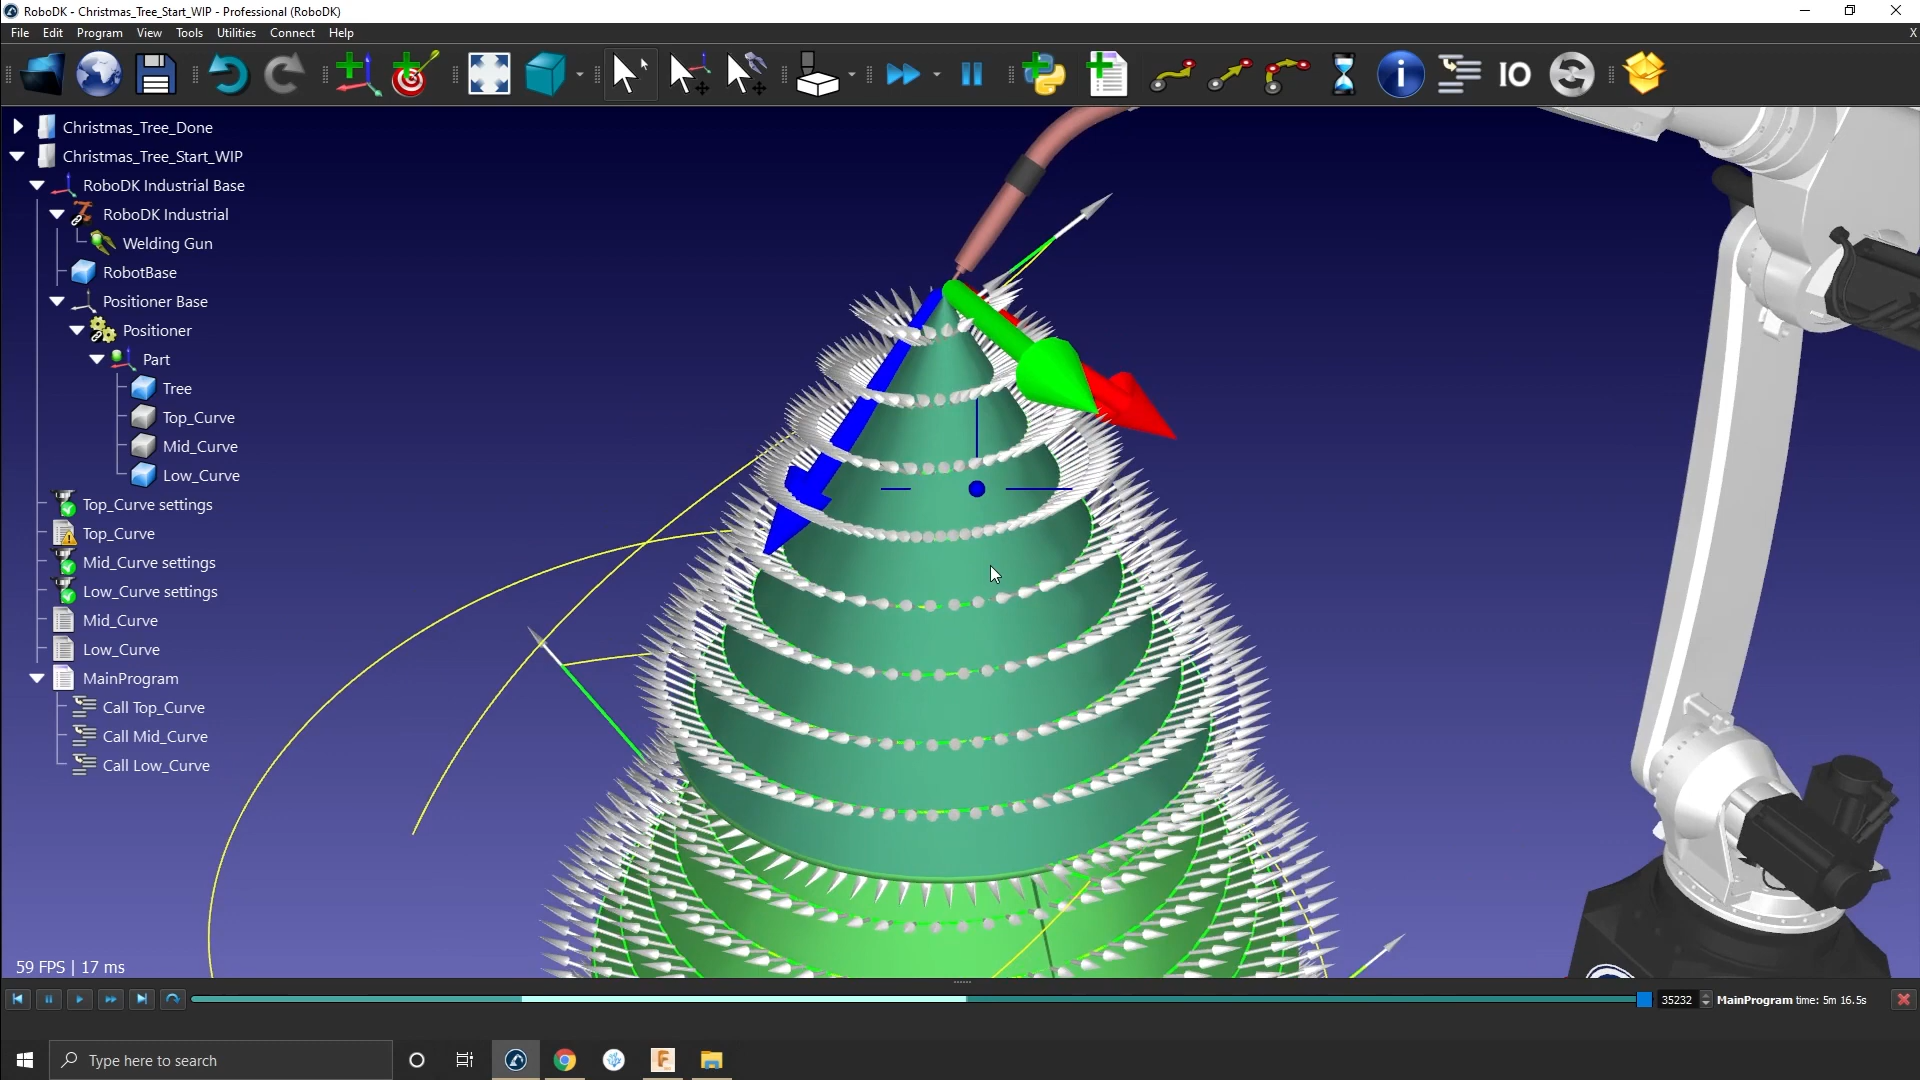 RoboDK - Christmas_Tree_Start_WIP - Professional (RoboDK)
File Edit Program View Tools Utilities Connect Help X
IO
Christmas_Tree_Done
Christmas_Tree_Start_WIP
RoboDK Industrial Base
RoboDK Industrial
Welding Gun
RobotBase
Positioner Base
Positioner
Part
Tree
Top_Curve
Mid_Curve
Low_Curve
Top_Curve settings
Top_Curve
Mid_Curve settings
Low_Curve settings
Mid_Curve
Low_Curve
MainProgram
Call Top_Curve
Call Mid_Curve
Call Low_Curve
59 FPS | 17 ms
35232 MainProgram time: 5m 16.5s
Type here to search